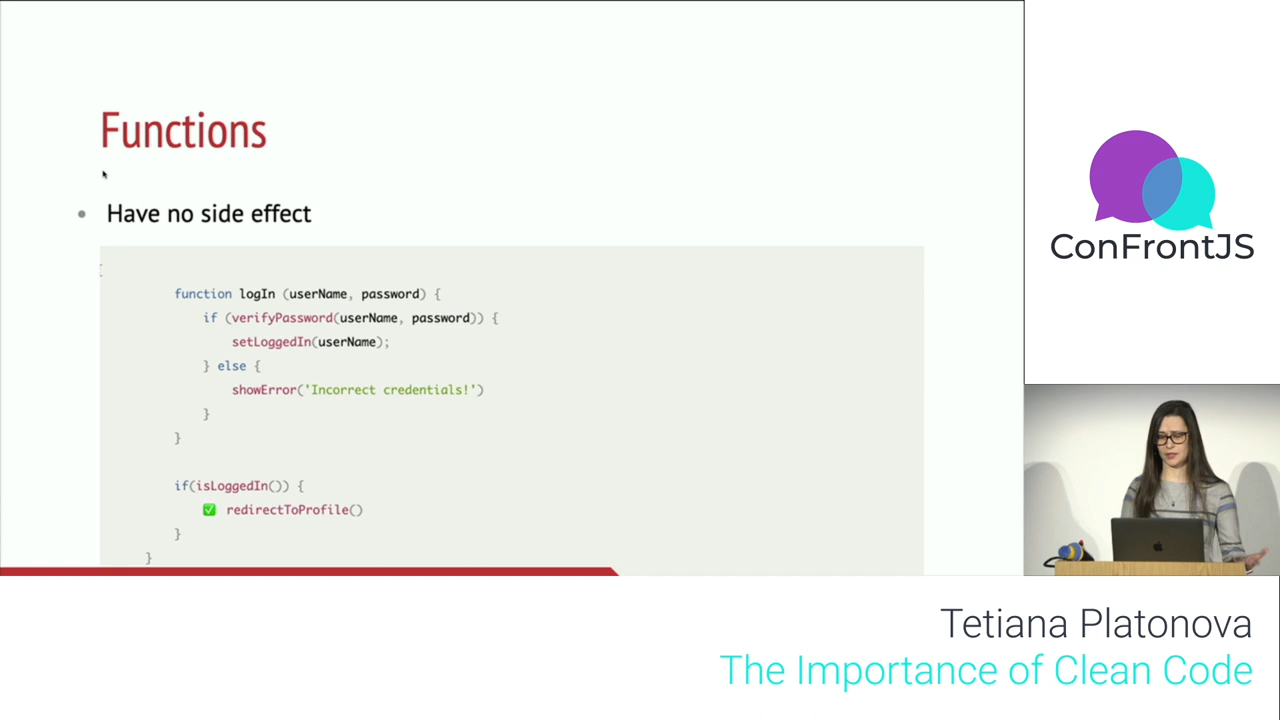 Functions
• Have no side effect
[
function logIn (userName, password) {
if (verifyPassword(userName, password)) {
setLoggedIn(userName);
} else {
showError('Incorrect credentials!')
}
}
if(isLoggedIn()) {
✅ redirectToProfile()
}
}
ConFrontJS
Tetiana Platonova
The Importance of Clean Code